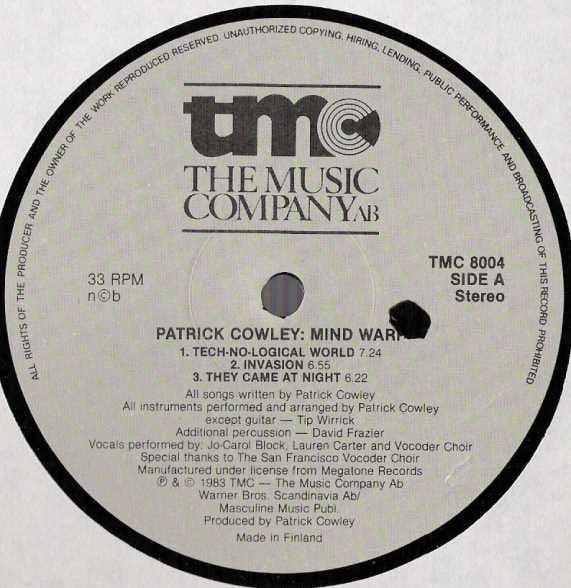 ALL RIGHTS OF THE PRODUCER AND THE OWNER OF THE WORK REPRODUCED RESERVED. UNAUTHORIZED COPYING, HIRING, LENDING, PUBLIC PERFORMANCE AND BROADCASTING OF THIS RECORD PROHIBITED
tmc
THE MUSIC
COMPANY AB
TMC 8004
33 RPM
SIDE A
n©b
Stereo
PATRICK COWLEY: MIND WARP
1. TECH-NO-LOGICAL WORLD 7.24
2. INVASION 6.55
3. THEY CAME AT NIGHT 6.22
All songs written by Patrick Cowley
All instruments performed and arranged by Patrick Cowley
except guitar — Tip Wirrick
Additional percussion — David Frazier
Vocals performed by: Jo-Carol Block, Lauren Carter and Vocoder Choir
Special thanks to The San Francisco Vocoder Choir
Manufactured under license from Megatone Records
℗ & © 1983 TMC — The Music Company Ab
Warner Bros. Scandinavia Ab/
Masculine Music Publ.
Produced by Patrick Cowley
Made in Finland